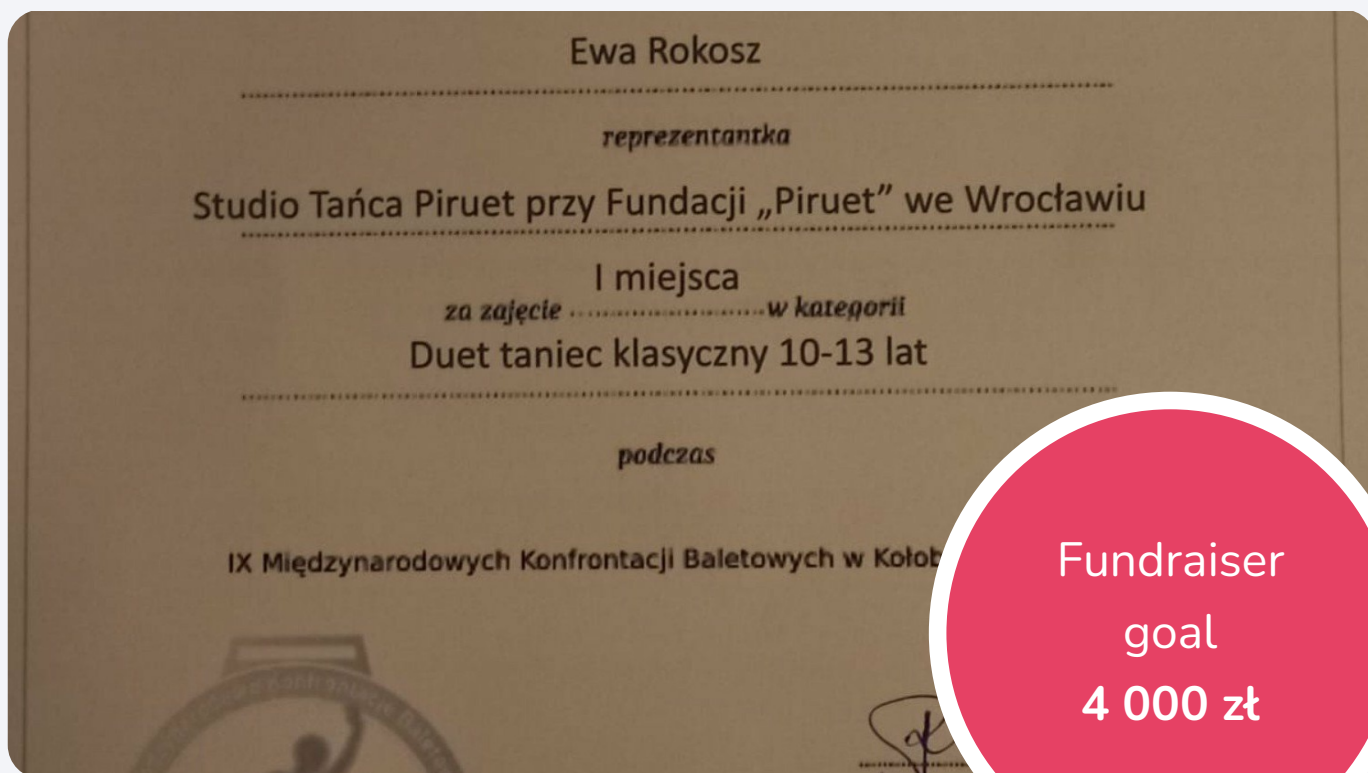 Ewa Rokosz
reprezentantka
Studio Tańca Piruet przy Fundacji „Piruet” we Wrocławiu
I miejsca
za zajęcie w kategorii
Duet taniec klasyczny 10-13 lat
podczas
IX Międzynarodowych Konfrontacji Baletowych w Kołob
Fundraiser
goal
4 000 zł